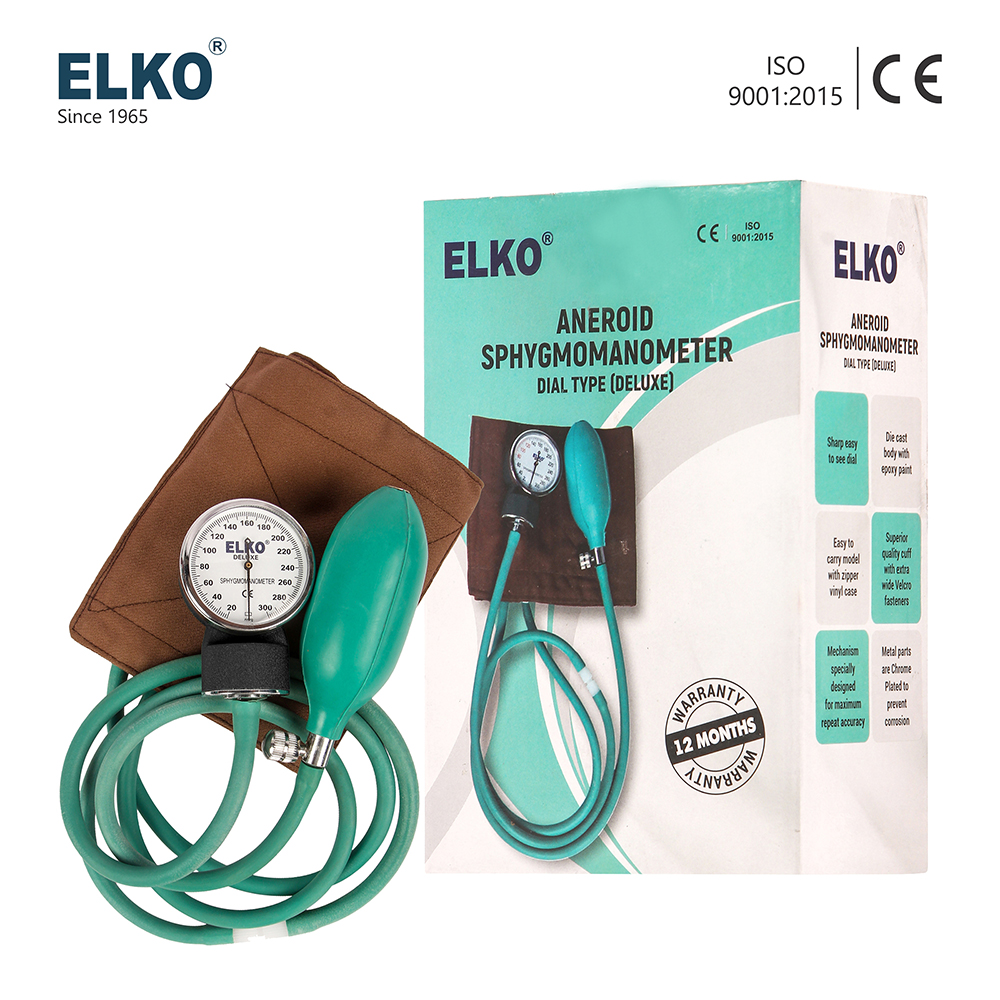 ELKO®
Since 1965
ISO
9001:2015
CE
ELKO®
CE
ISO
9001:2015
ANEROID
SPHYGMOMANOMETER
DIAL TYPE (DELUXE)
WARRANTY
12 MONTHS
WARRANTY
ELKO®
ANEROID
SPHYGMOMANOMETER
DIAL TYPE (DELUXE)
Sharp easy
to see dial
Die cast
body with
epoxy paint
Easy to
carry model
with zipper
vinyl case
Superior
quality cuff
with extra
wide Velcro
fasteners
Mechanism
specially
designed
for maximum
repeat accuracy
Metal parts
are Chrome
Plated to
prevent
corrosion
20 40 60 80 100 120 140 160 180 200 220 240 260 280 300
ELKO®
DELUXE
SPHYGMOMANOMETER
CE